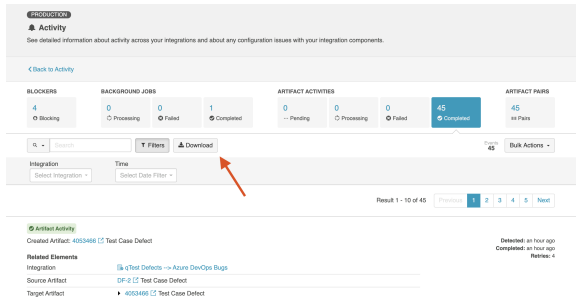 PRODUCTION
Activity
See detailed information about activity across your integrations and about any configuration issues with your integration components.
Back to Activity
BLOCKERS BACKGROUND JOBS ARTIFACT ACTIVITIES ARTIFACT PAIRS
4 0 0 1 0 0 0 45 45
Blocking Processing Failed Completed Pending Processing Failed Completed Pairs
Search Filters Download Events 45 Bulk Actions
Integration Time
Select Integration Select Date Filter
Result 1 - 10 of 45 Previous 1 2 3 4 5 Next
Artifact Activity
Created Artifact: 4053466 Test Case Defect Detected: an hour ago
Completed: an hour ago
Related Elements Retries: 4
Integration qTest Defects --> Azure DevOps Bugs
Source Artifact DF-2 Test Case Defect
Target Artifact 4053466 Test Case Defect